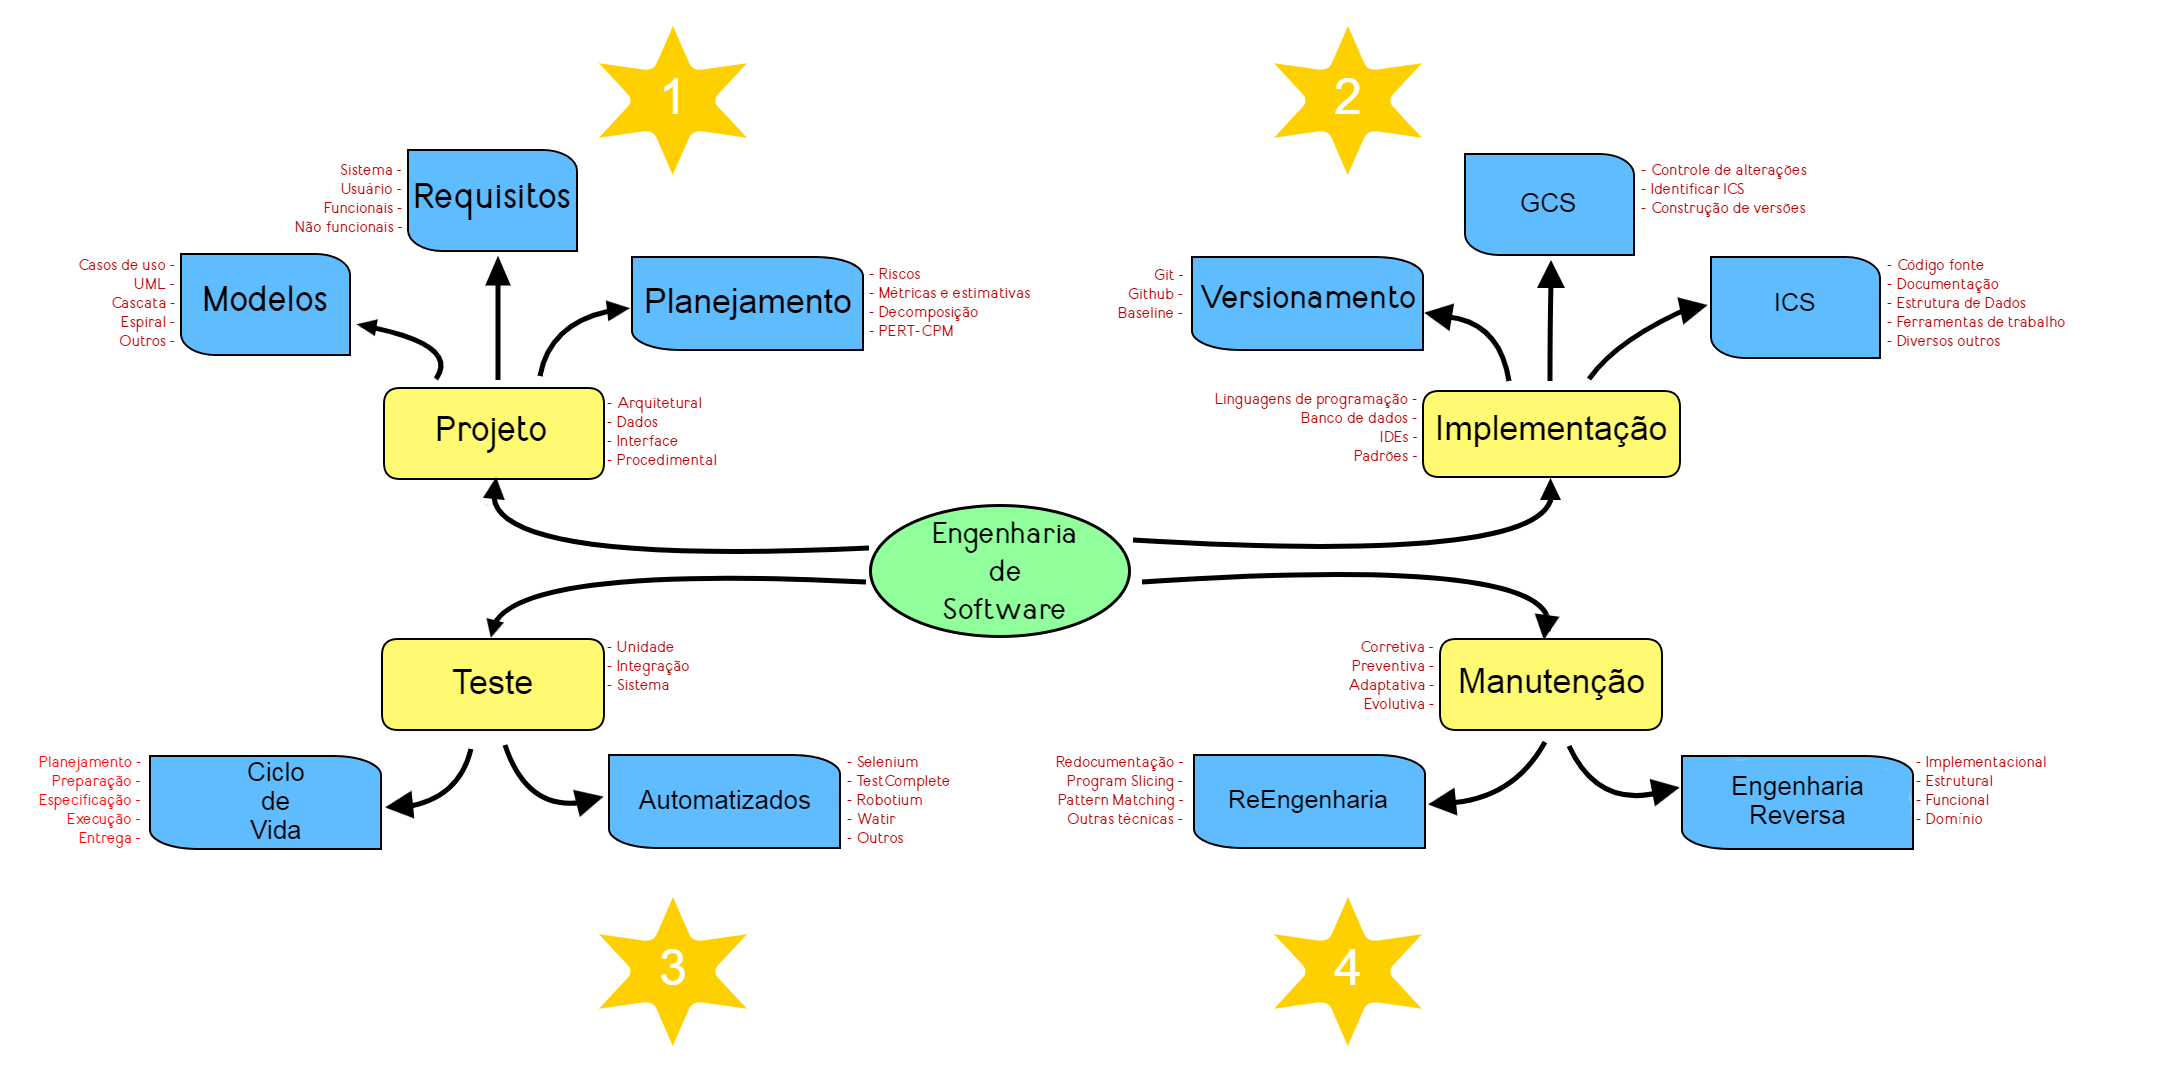 1
Requisitos
Sistema -
Usuário -
Funcionais -
Não funcionais -
Modelos
Casos de uso -
UML -
Cascata -
Espiral -
Outros -
Planejamento
- Riscos
- Métricas e estimativas
- Decomposição
- PERT-CPM
Projeto
- Arquitetural
- Dados
- Interface
- Procedimental
2
GCS
- Controle de alterações
- Identificar ICS
- Construção de versões
Versionamento
Git -
Github -
Baseline -
ICS
- Código fonte
- Documentação
- Estrutura de Dados
- Ferramentas de trabalho
- Diversos outros
Implementação
Linguagens de programação -
Banco de dados -
IDEs -
Padrões -
Engenharia
de
Software
Teste
- Unidade
- Integração
- Sistema
Ciclo
de
Vida
Planejamento -
Preparação -
Especificação -
Execução -
Entrega -
Automatizados
- Selenium
- TestComplete
- Robotium
- Watir
- Outros
3
Manutenção
Corretiva -
Preventiva -
Adaptativa -
Evolutiva -
ReEngenharia
Redocumentação -
Program Slicing -
Pattern Matching -
Outras técnicas -
Engenharia
Reversa
- Implementacional
- Estrutural
- Funcional
- Domínio
4